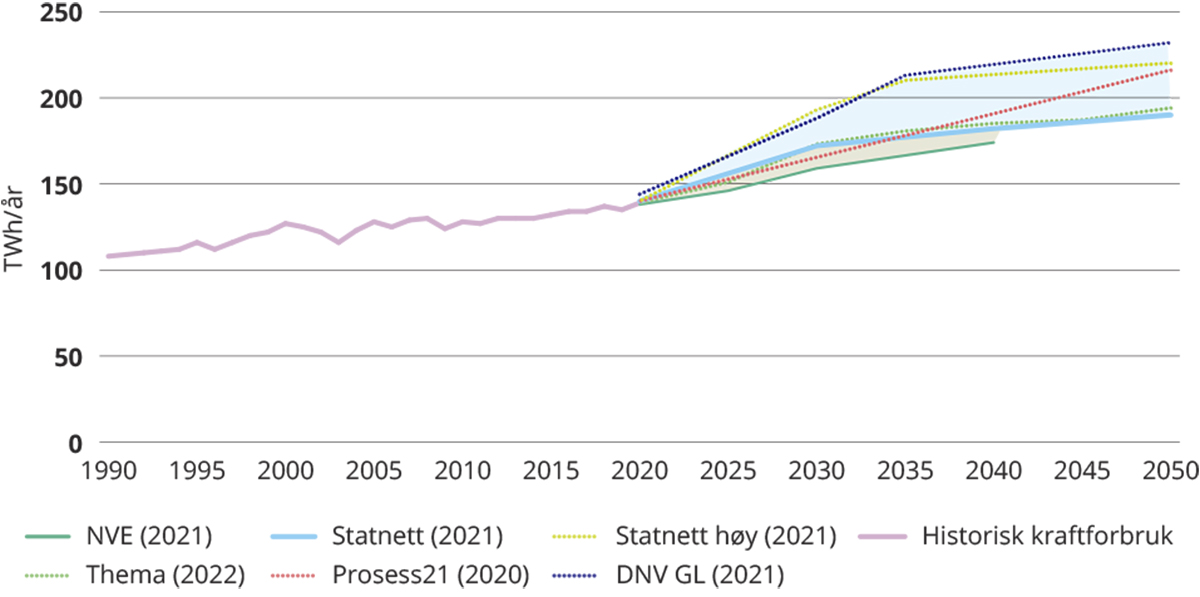 250
200
150
100
50
0
TWh/år
1990 1995 2000 2005 2010 2015 2020 2025 2030 2035 2040 2045 2050
NVE (2021) Statnett (2021) Statnett høy (2021) Historisk kraftforbruk
Thema (2022) Prosess21 (2020) DNV GL (2021)